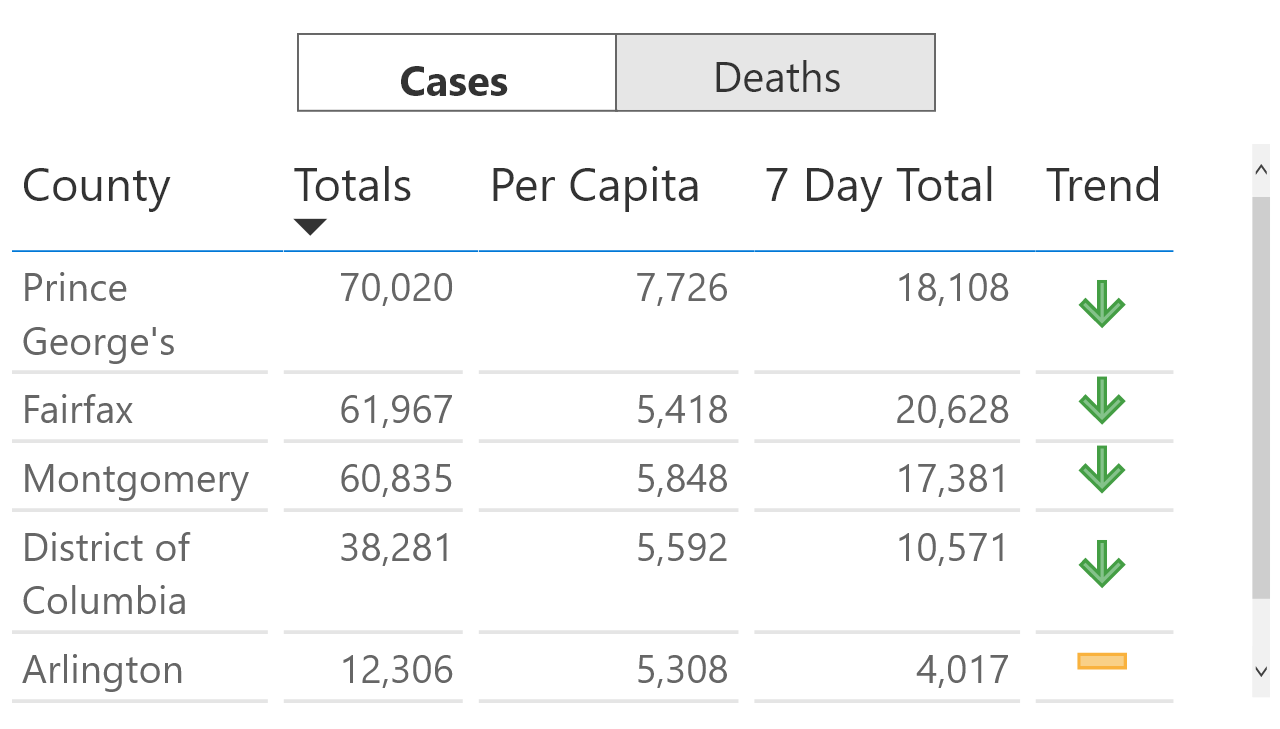 Cases Deaths
County Totals Per Capita 7 Day Total Trend
Prince George's 70,020 7,726 18,108
Fairfax 61,967 5,418 20,628
Montgomery 60,835 5,848 17,381
District of Columbia 38,281 5,592 10,571
Arlington 12,306 5,308 4,017